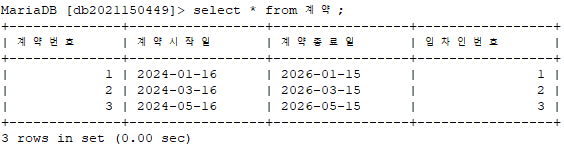 MariaDB [db2021150449]> select * from 계약 ;
+--------------+-----------------+-----------------+-----------------+
| 계약번호 | 계약시작일 | 계약종료일 | 임차인번호 |
+--------------+-----------------+-----------------+-----------------+
| 1 | 2024-01-16 | 2026-01-15 | 1 |
| 2 | 2024-03-16 | 2026-03-15 | 2 |
| 3 | 2024-05-16 | 2026-05-15 | 3 |
+--------------+-----------------+-----------------+-----------------+
3 rows in set (0.00 sec)